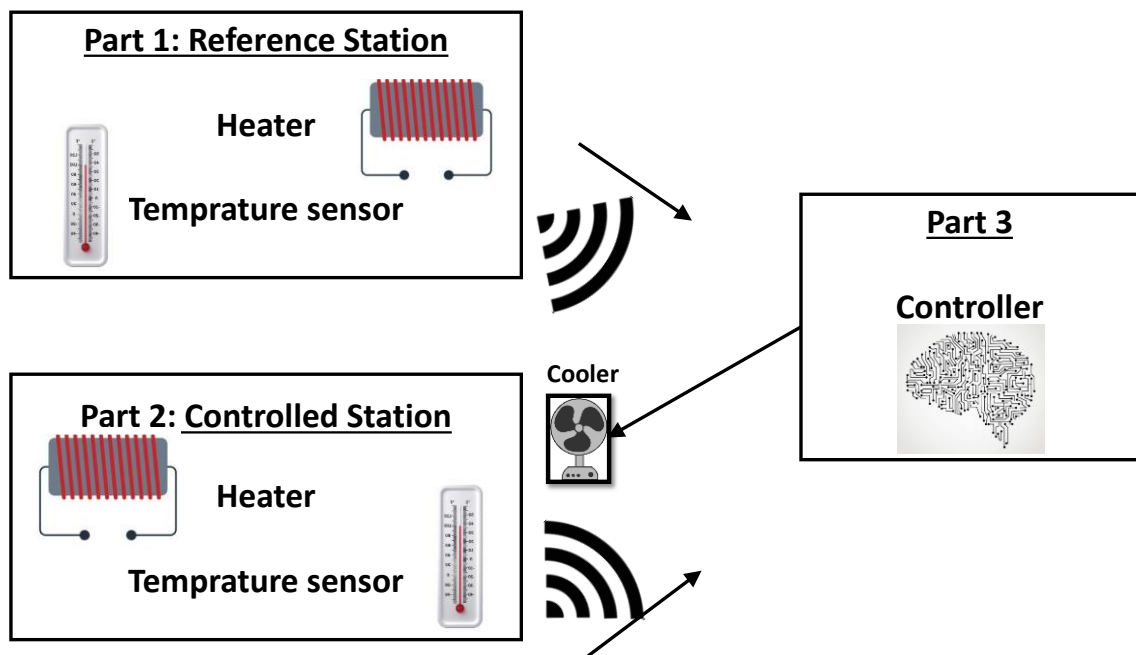 Part 1: Reference Station
Heater
Temprature sensor
Part 3
Controller
Cooler
Part 2: Controlled Station
Heater
Temprature sensor